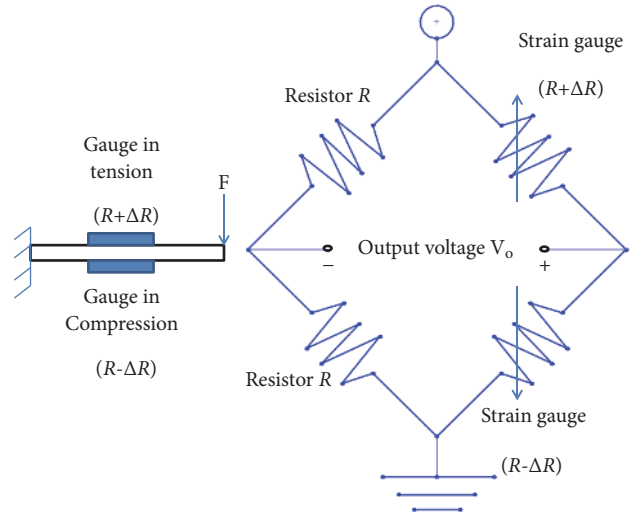 Strain gauge
(R+ΔR)
Resistor R
Gauge in
tension
(R+ΔR)
F
Output voltage Vo
−
+
Gauge in
Compression
(R-ΔR)
Resistor R
Strain gauge
(R-ΔR)
+